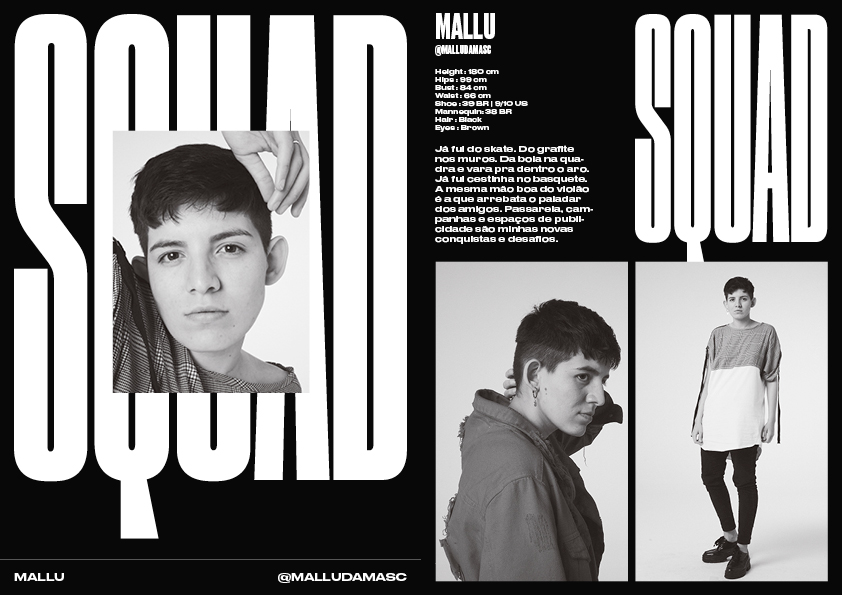 SQUAD
MALLU
@MALLUDAMASC
MALLU
@MALLUDAMASC
Height : 180 cm
Hips : 99 cm
Bust : 84 cm
Waist : 66 cm
Shoe : 39 BR | 9/10 US
Mannequin: 38 BR
Hair : Black
Eyes : Brown
Já fui do skate. Do grafite
nos muros. Da bola na qua-
dra e vara pra dentro o aro.
Já fui cestinha no basquete.
A mesma mão boa do violão
é a que arrebata o paladar
dos amigos. Passarela, cam-
panhas e espaços de publi-
cidade são minhas novas
conquistas e desafios.
SQUAD